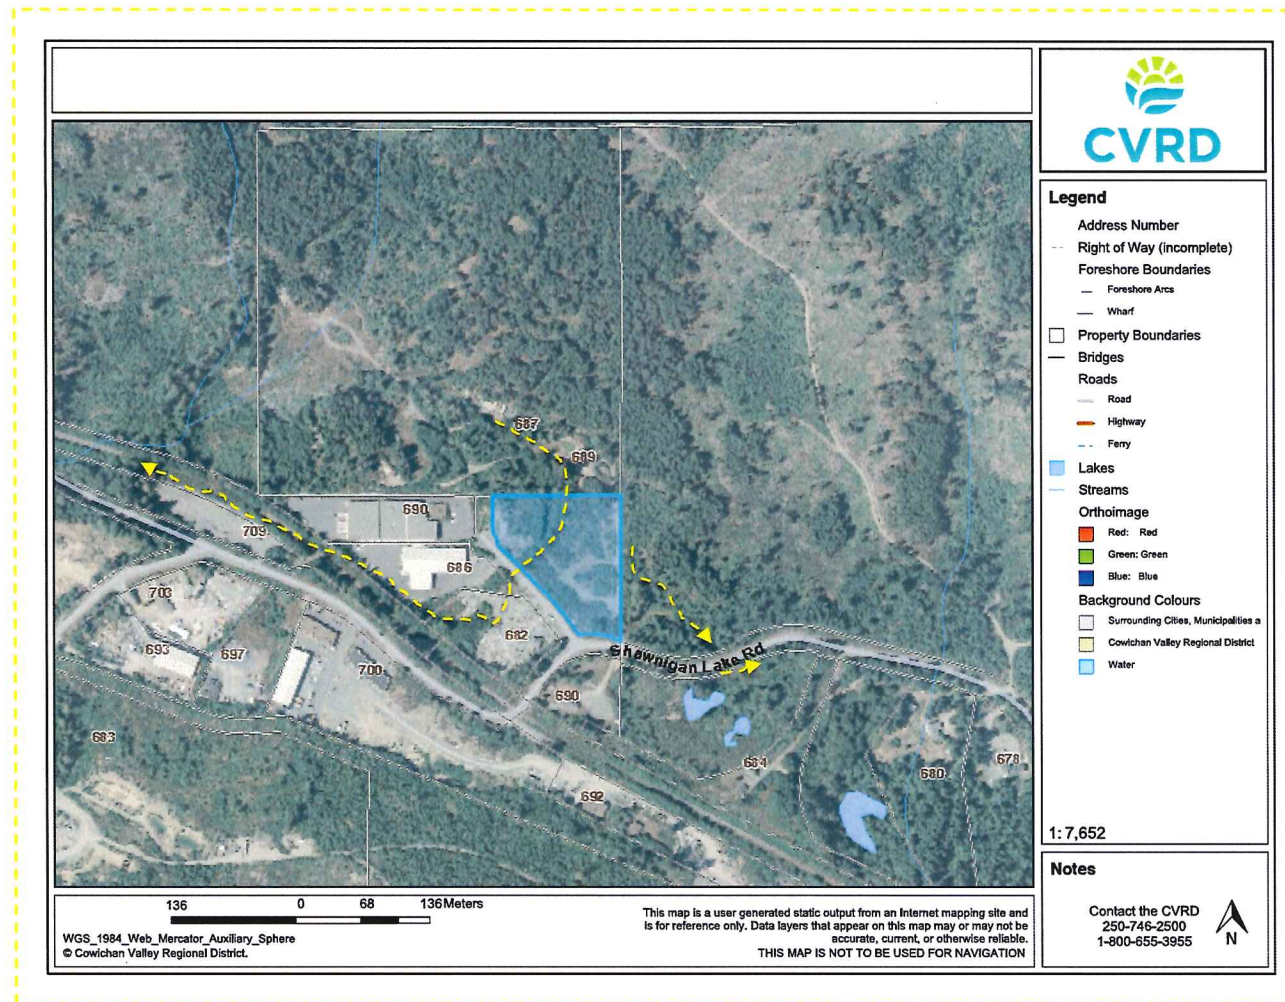 CVRD
Legend
Address Number
Right of Way (incomplete)
Foreshore Boundaries
Foreshore Arcs
Wharf
Property Boundaries
Bridges
Roads
Road
Highway
Ferry
Lakes
Streams
Orthoimage
Red: Red
Green: Green
Blue: Blue
Background Colours
Surrounding Cities, Municipalities a
Cowichan Valley Regional District
Water
1: 7,652
Notes
Contact the CVRD
250-746-2500
1-800-655-3955
N
687
689
690
709
686
703
682
693
697
700
Shawnigan Lake Rd
690
683
684
680
678
692
136 0 68 136 Meters
WGS_1984_Web_Mercator_Auxiliary_Sphere
© Cowichan Valley Regional District.
This map is a user generated static output from an Internet mapping site and
is for reference only. Data layers that appear on this map may or may not be
accurate, current, or otherwise reliable.
THIS MAP IS NOT TO BE USED FOR NAVIGATION